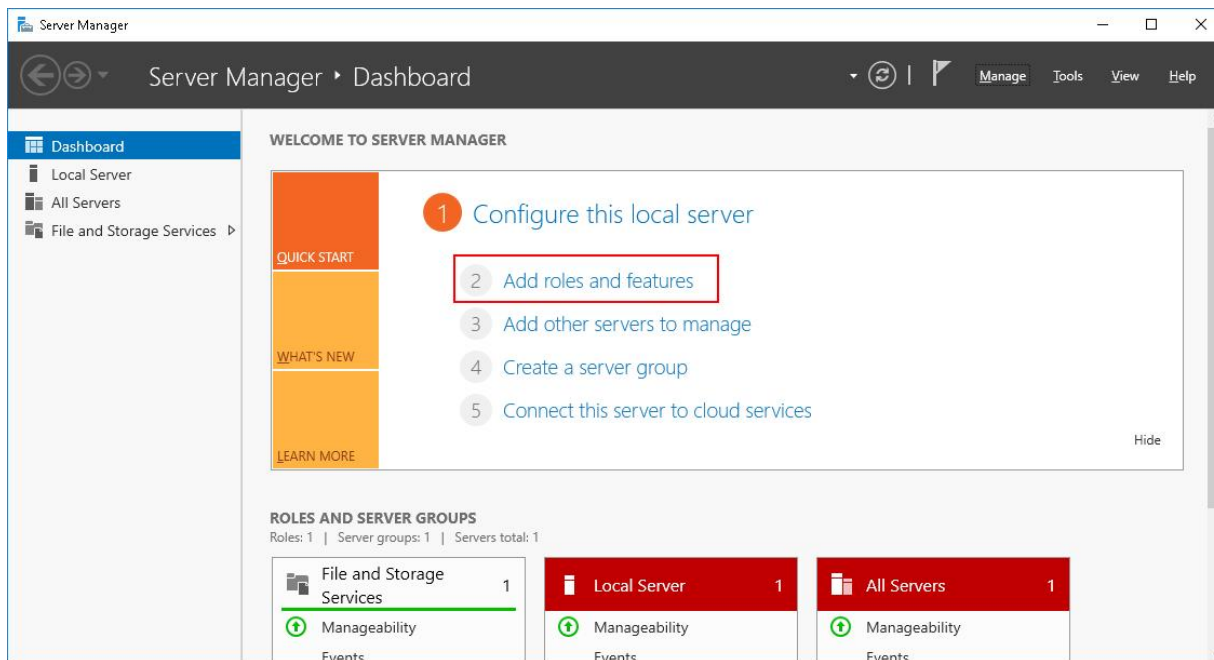 Server Manager
Server Manager • Dashboard
Manage Tools View Help
Dashboard
Local Server
All Servers
File and Storage Services
WELCOME TO SERVER MANAGER
QUICK START
WHAT'S NEW
LEARN MORE
1 Configure this local server
2 Add roles and features
3 Add other servers to manage
4 Create a server group
5 Connect this server to cloud services
Hide
ROLES AND SERVER GROUPS
Roles: 1 | Server groups: 1 | Servers total: 1
File and Storage
Services
1
Manageability
Events
Local Server 1
Manageability
Events
All Servers 1
Manageability
Events